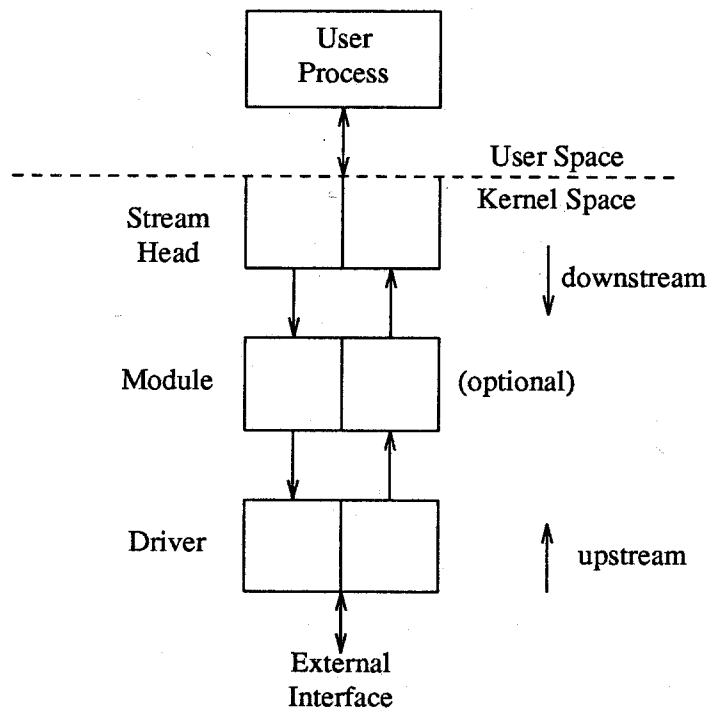 User
Process
User Space
Kernel Space
Stream
Head
downstream
Module
(optional)
Driver
upstream
External
Interface